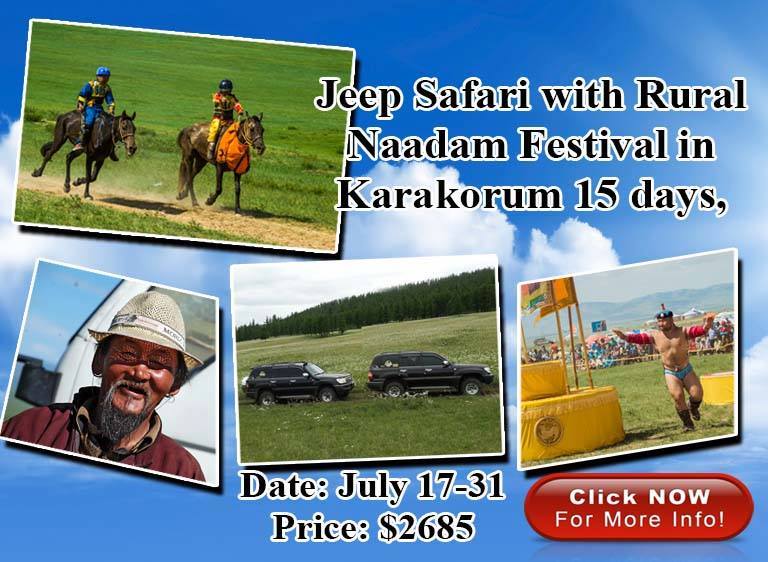 Jeep Safari with Rural
Naadam Festival in
Karakorum 15 days,
Date: July 17-31
Price: $2685
Click NOW
For More Info!